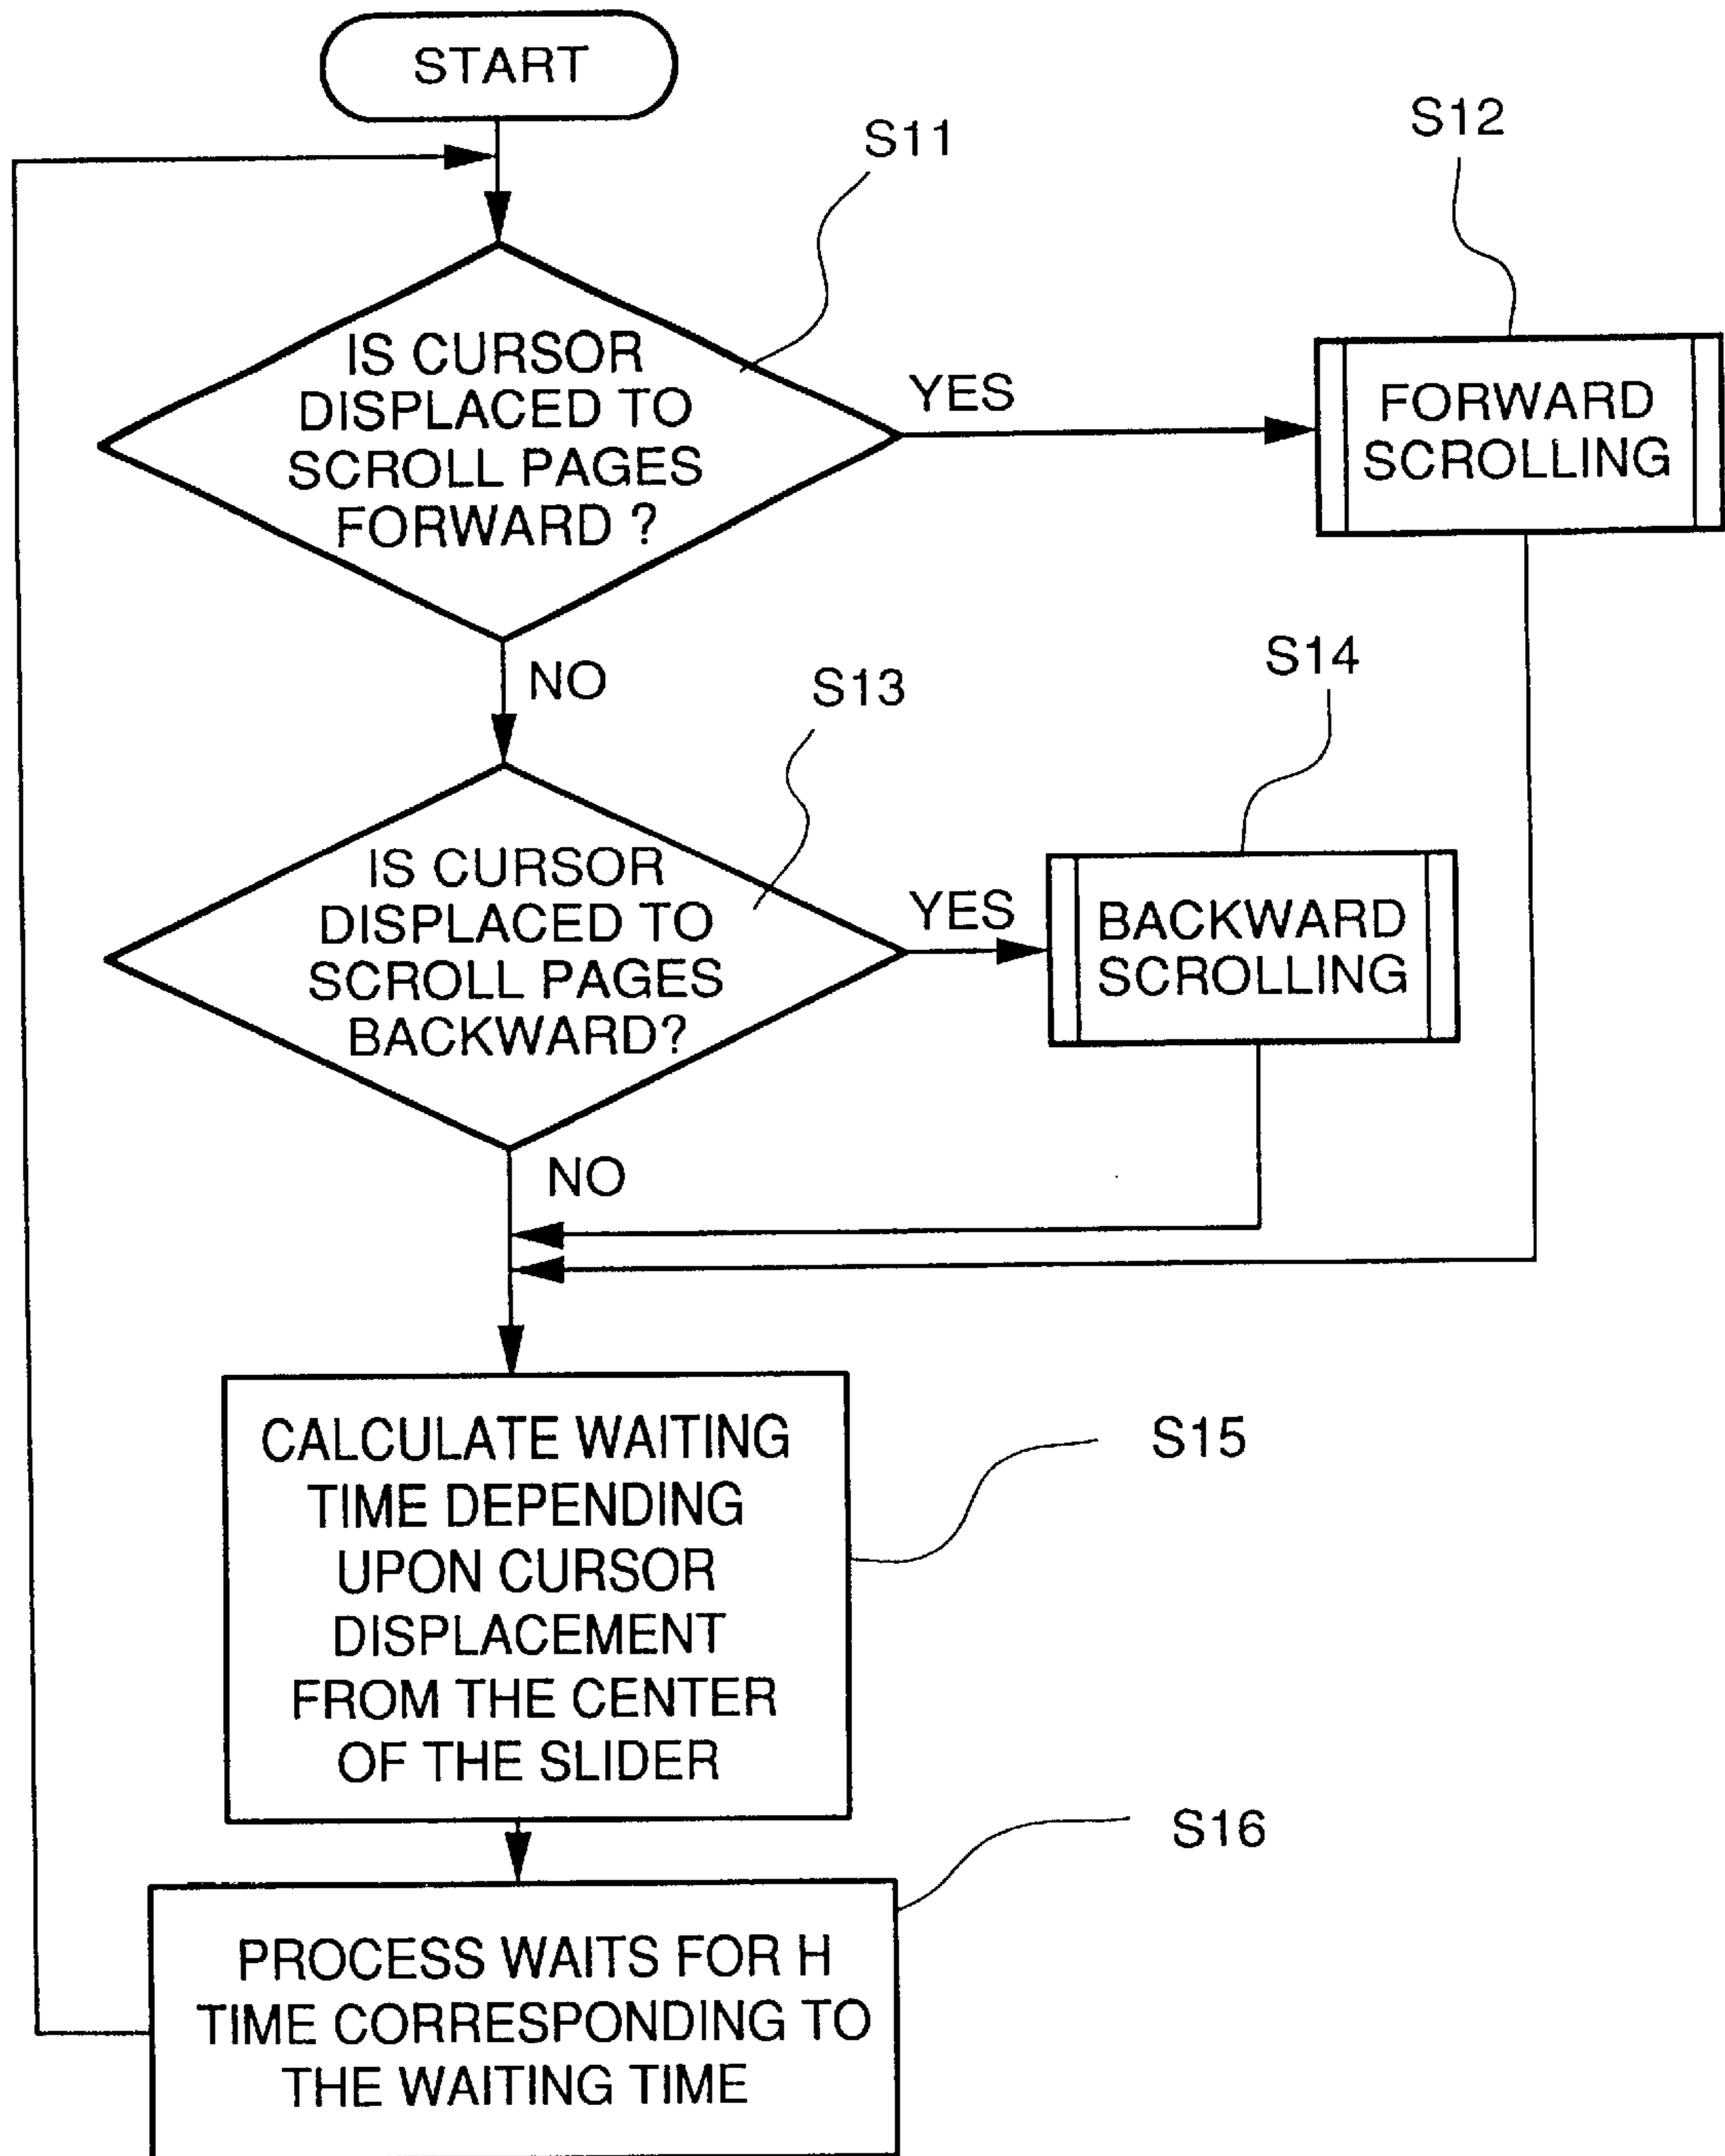 START
S11
S12
IS CURSOR
DISPLACED TO
SCROLL PAGES
FORWARD ?
YES
FORWARD
SCROLLING
NO
S13
S14
IS CURSOR
DISPLACED TO
SCROLL PAGES
BACKWARD?
YES
BACKWARD
SCROLLING
NO
CALCULATE WAITING
TIME DEPENDING
UPON CURSOR
DISPLACEMENT
FROM THE CENTER
OF THE SLIDER
S15
S16
PROCESS WAITS FOR H
TIME CORRESPONDING TO
THE WAITING TIME